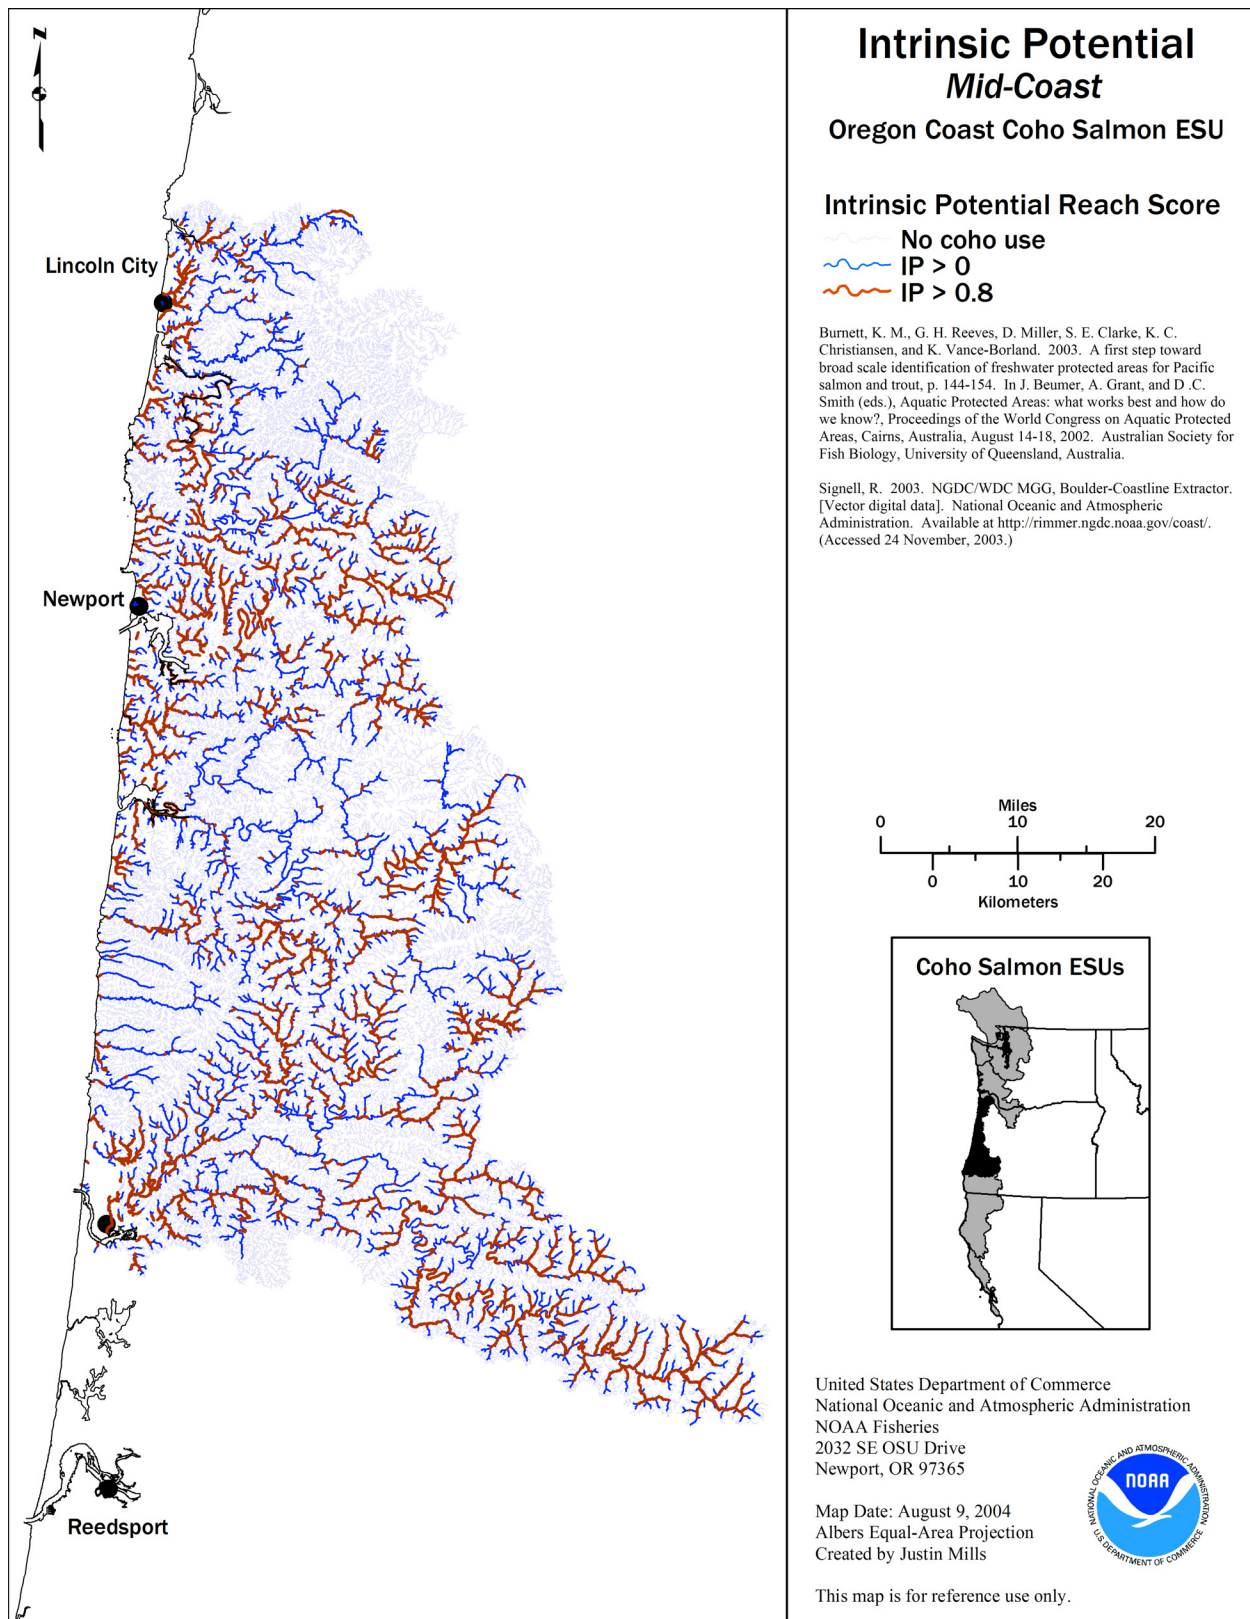 N
Lincoln City
Newport
Reedsport
Intrinsic Potential
Mid-Coast
Oregon Coast Coho Salmon ESU
Intrinsic Potential Reach Score
No coho use
IP > 0
IP > 0.8
Burnett, K. M., G. H. Reeves, D. Miller, S. E. Clarke, K. C.
Christiansen, and K. Vance-Borland. 2003. A first step toward
broad scale identification of freshwater protected areas for Pacific
salmon and trout, p. 144-154. In J. Beumer, A. Grant, and D .C.
Smith (eds.), Aquatic Protected Areas: what works best and how do
we know?, Proceedings of the World Congress on Aquatic Protected
Areas, Cairns, Australia, August 14-18, 2002. Australian Society for
Fish Biology, University of Queensland, Australia.
Signell, R. 2003. NGDC/WDC MGG, Boulder-Coastline Extractor.
[Vector digital data]. National Oceanic and Atmospheric
Administration. Available at http://rimmer.ngdc.noaa.gov/coast/.
(Accessed 24 November, 2003.)
Miles
0 10 20
0 10 20
Kilometers
Coho Salmon ESUs
United States Department of Commerce
National Oceanic and Atmospheric Administration
NOAA Fisheries
2032 SE OSU Drive
Newport, OR 97365
Map Date: August 9, 2004
Albers Equal-Area Projection
Created by Justin Mills
This map is for reference use only.
NATIONAL OCEANIC AND ATMOSPHERIC ADMINISTRATION
NOAA
U.S. DEPARTMENT OF COMMERCE